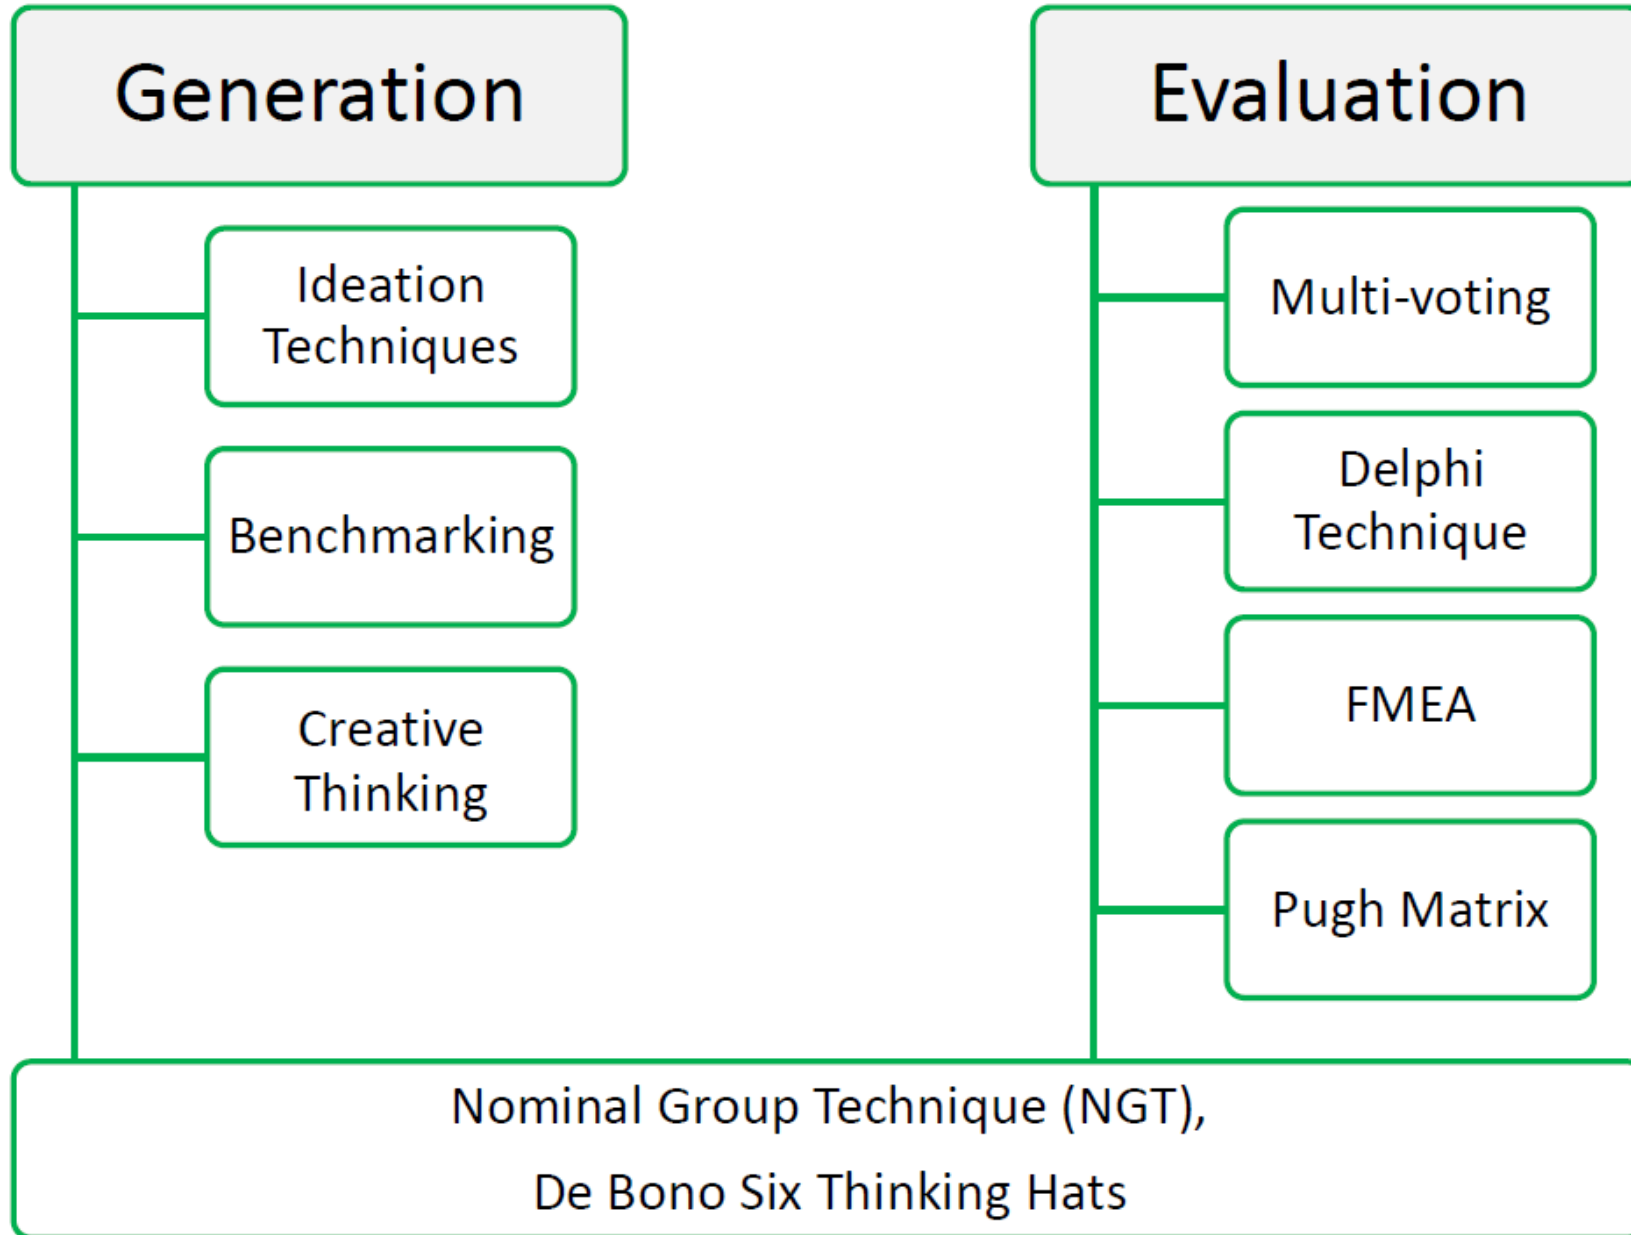 Generation
Ideation
Techniques
Benchmarking
Creative
Thinking
Evaluation
Multi-voting
Delphi
Technique
FMEA
Pugh Matrix
Nominal Group Technique (NGT),
De Bono Six Thinking Hats